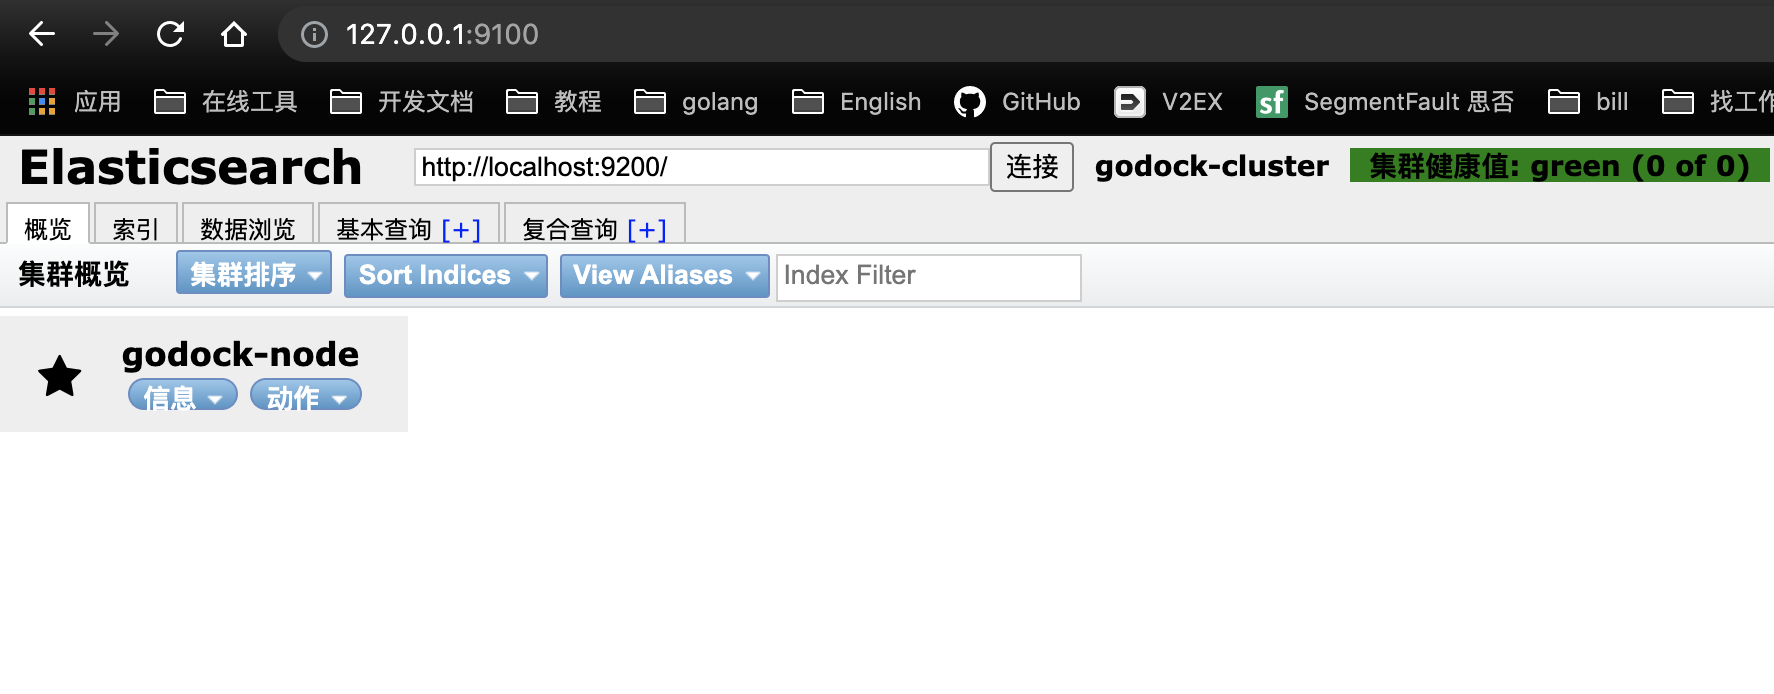 127.0.0.1:9100
应用 在线工具 开发文档 教程 golang English GitHub V2EX sf SegmentFault 思否 bill 找工作
Elasticsearch http://localhost:9200/ 连接 godock-cluster 集群健康值: green (0 of 0)
概览 索引 数据浏览 基本查询 [+] 复合查询 [+]
集群概览 集群排序 Sort Indices View Aliases Index Filter
godock-node
信息 动作